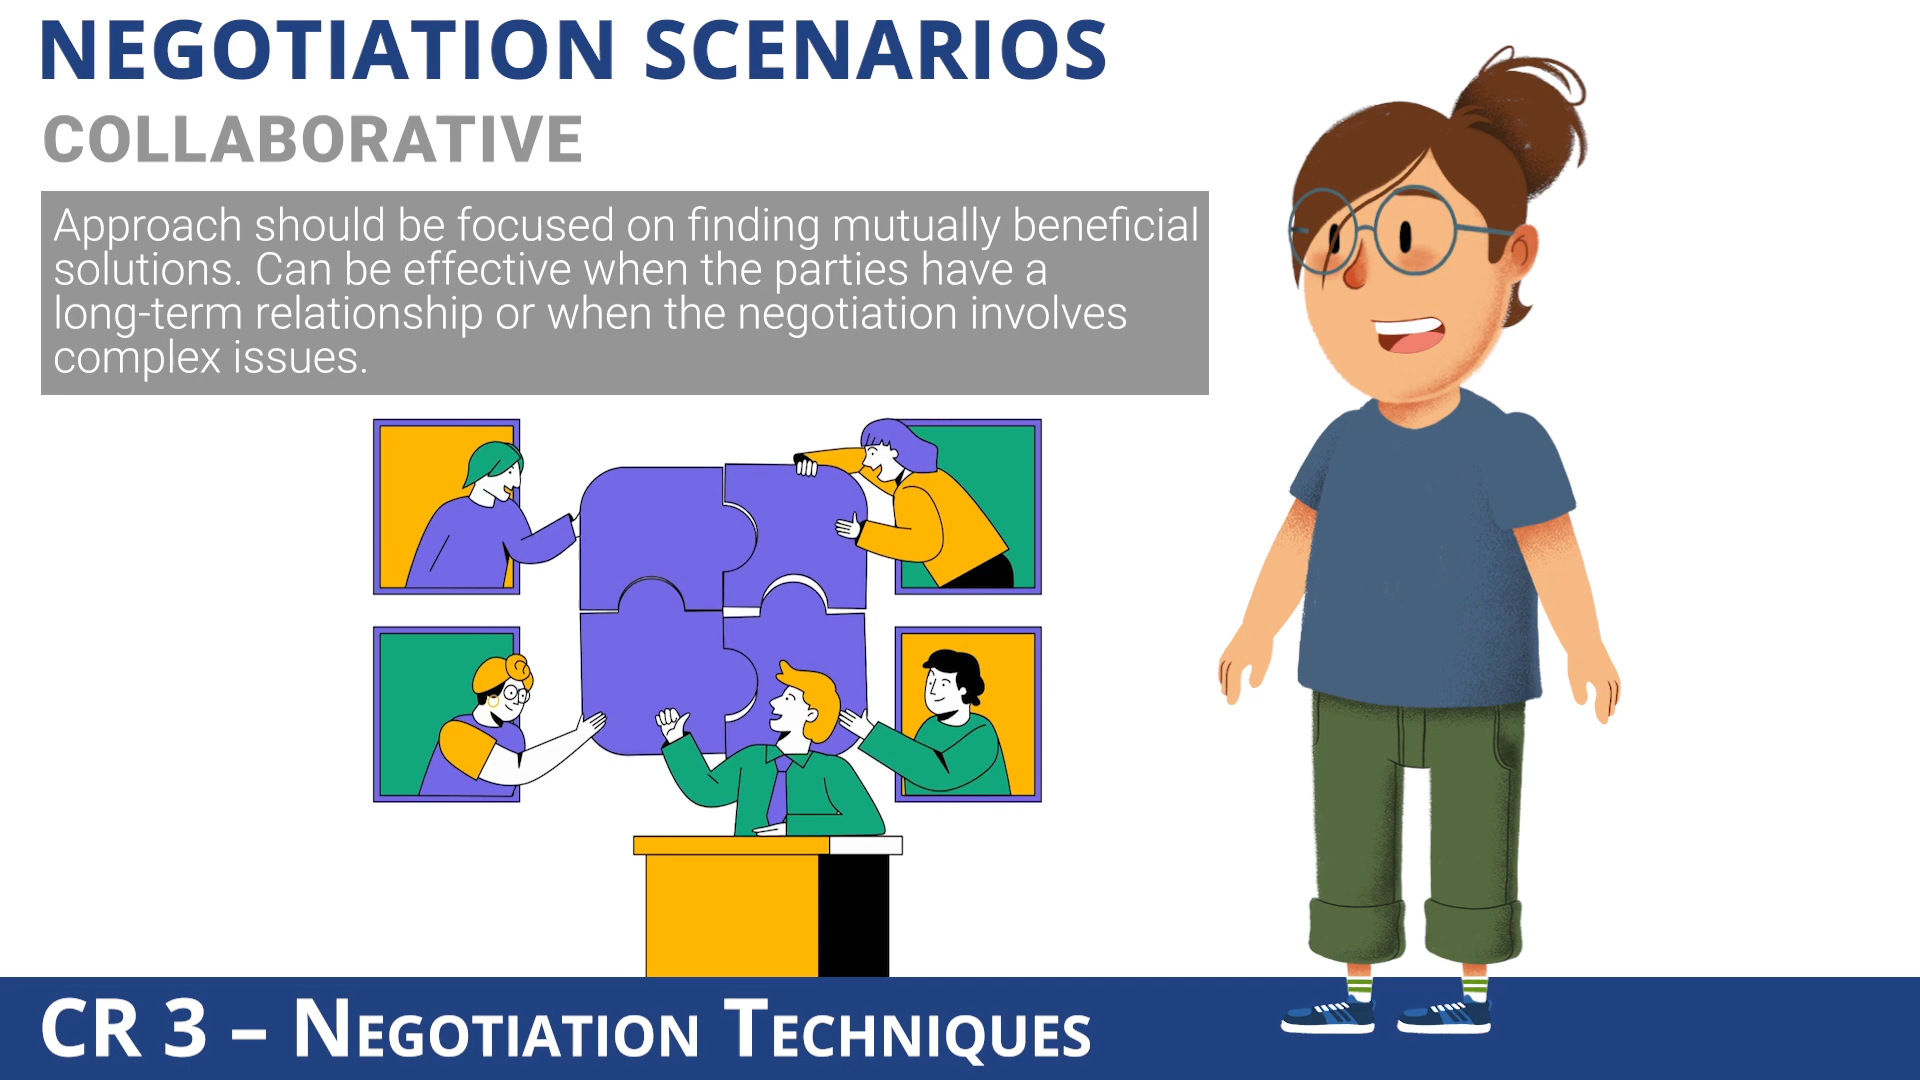 NEGOTIATION SCENARIOS
COLLABORATIVE
Approach should be focused on finding mutually beneficial
solutions. Can be effective when the parties have a
long-term relationship or when the negotiation involves
complex issues.
CR 3 – Negotiation Techniques